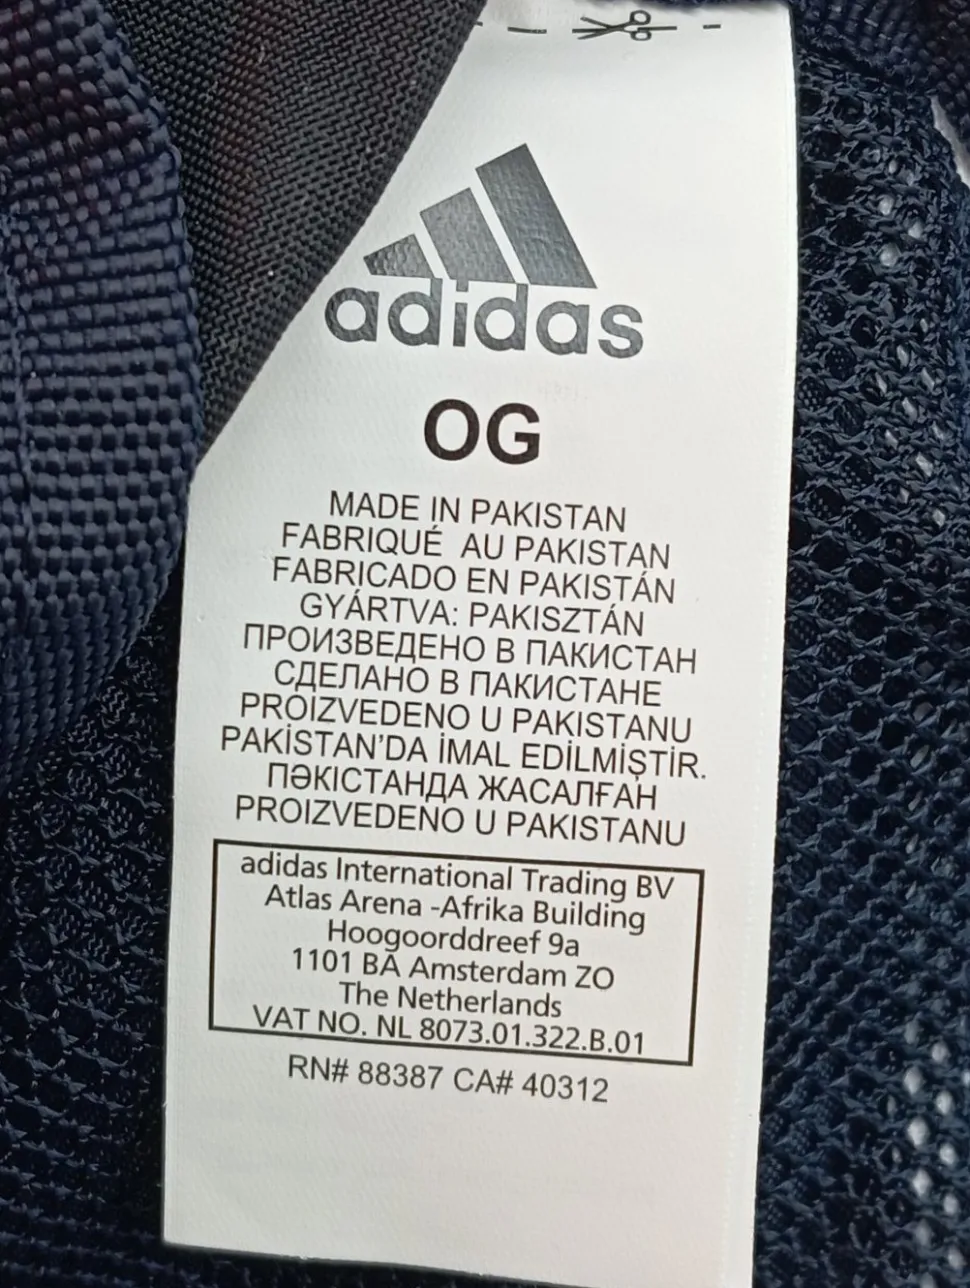 adidas
OG
MADE IN PAKISTAN
FABRIQUÉ AU PAKISTAN
FABRICADO EN PAKISTÁN
GYÁRTVA: PAKISZTÁN
ПРОИЗВЕДЕНО В ПАКИСТАН
СДЕЛАНО В ПАКИСТАНЕ
PROIZVEDENO U PAKISTANU
PAKİSTAN'DA İMAL EDİLMİŞTİR.
ПӘКІСТАНДА ЖАСАЛҒАН
PROIZVEDENO U PAKISTANU
adidas International Trading BV
Atlas Arena -Afrika Building
Hoogoorddreef 9a
1101 BA Amsterdam ZO
The Netherlands
VAT NO. NL 8073.01.322.B.01
RN# 88387 CA# 40312